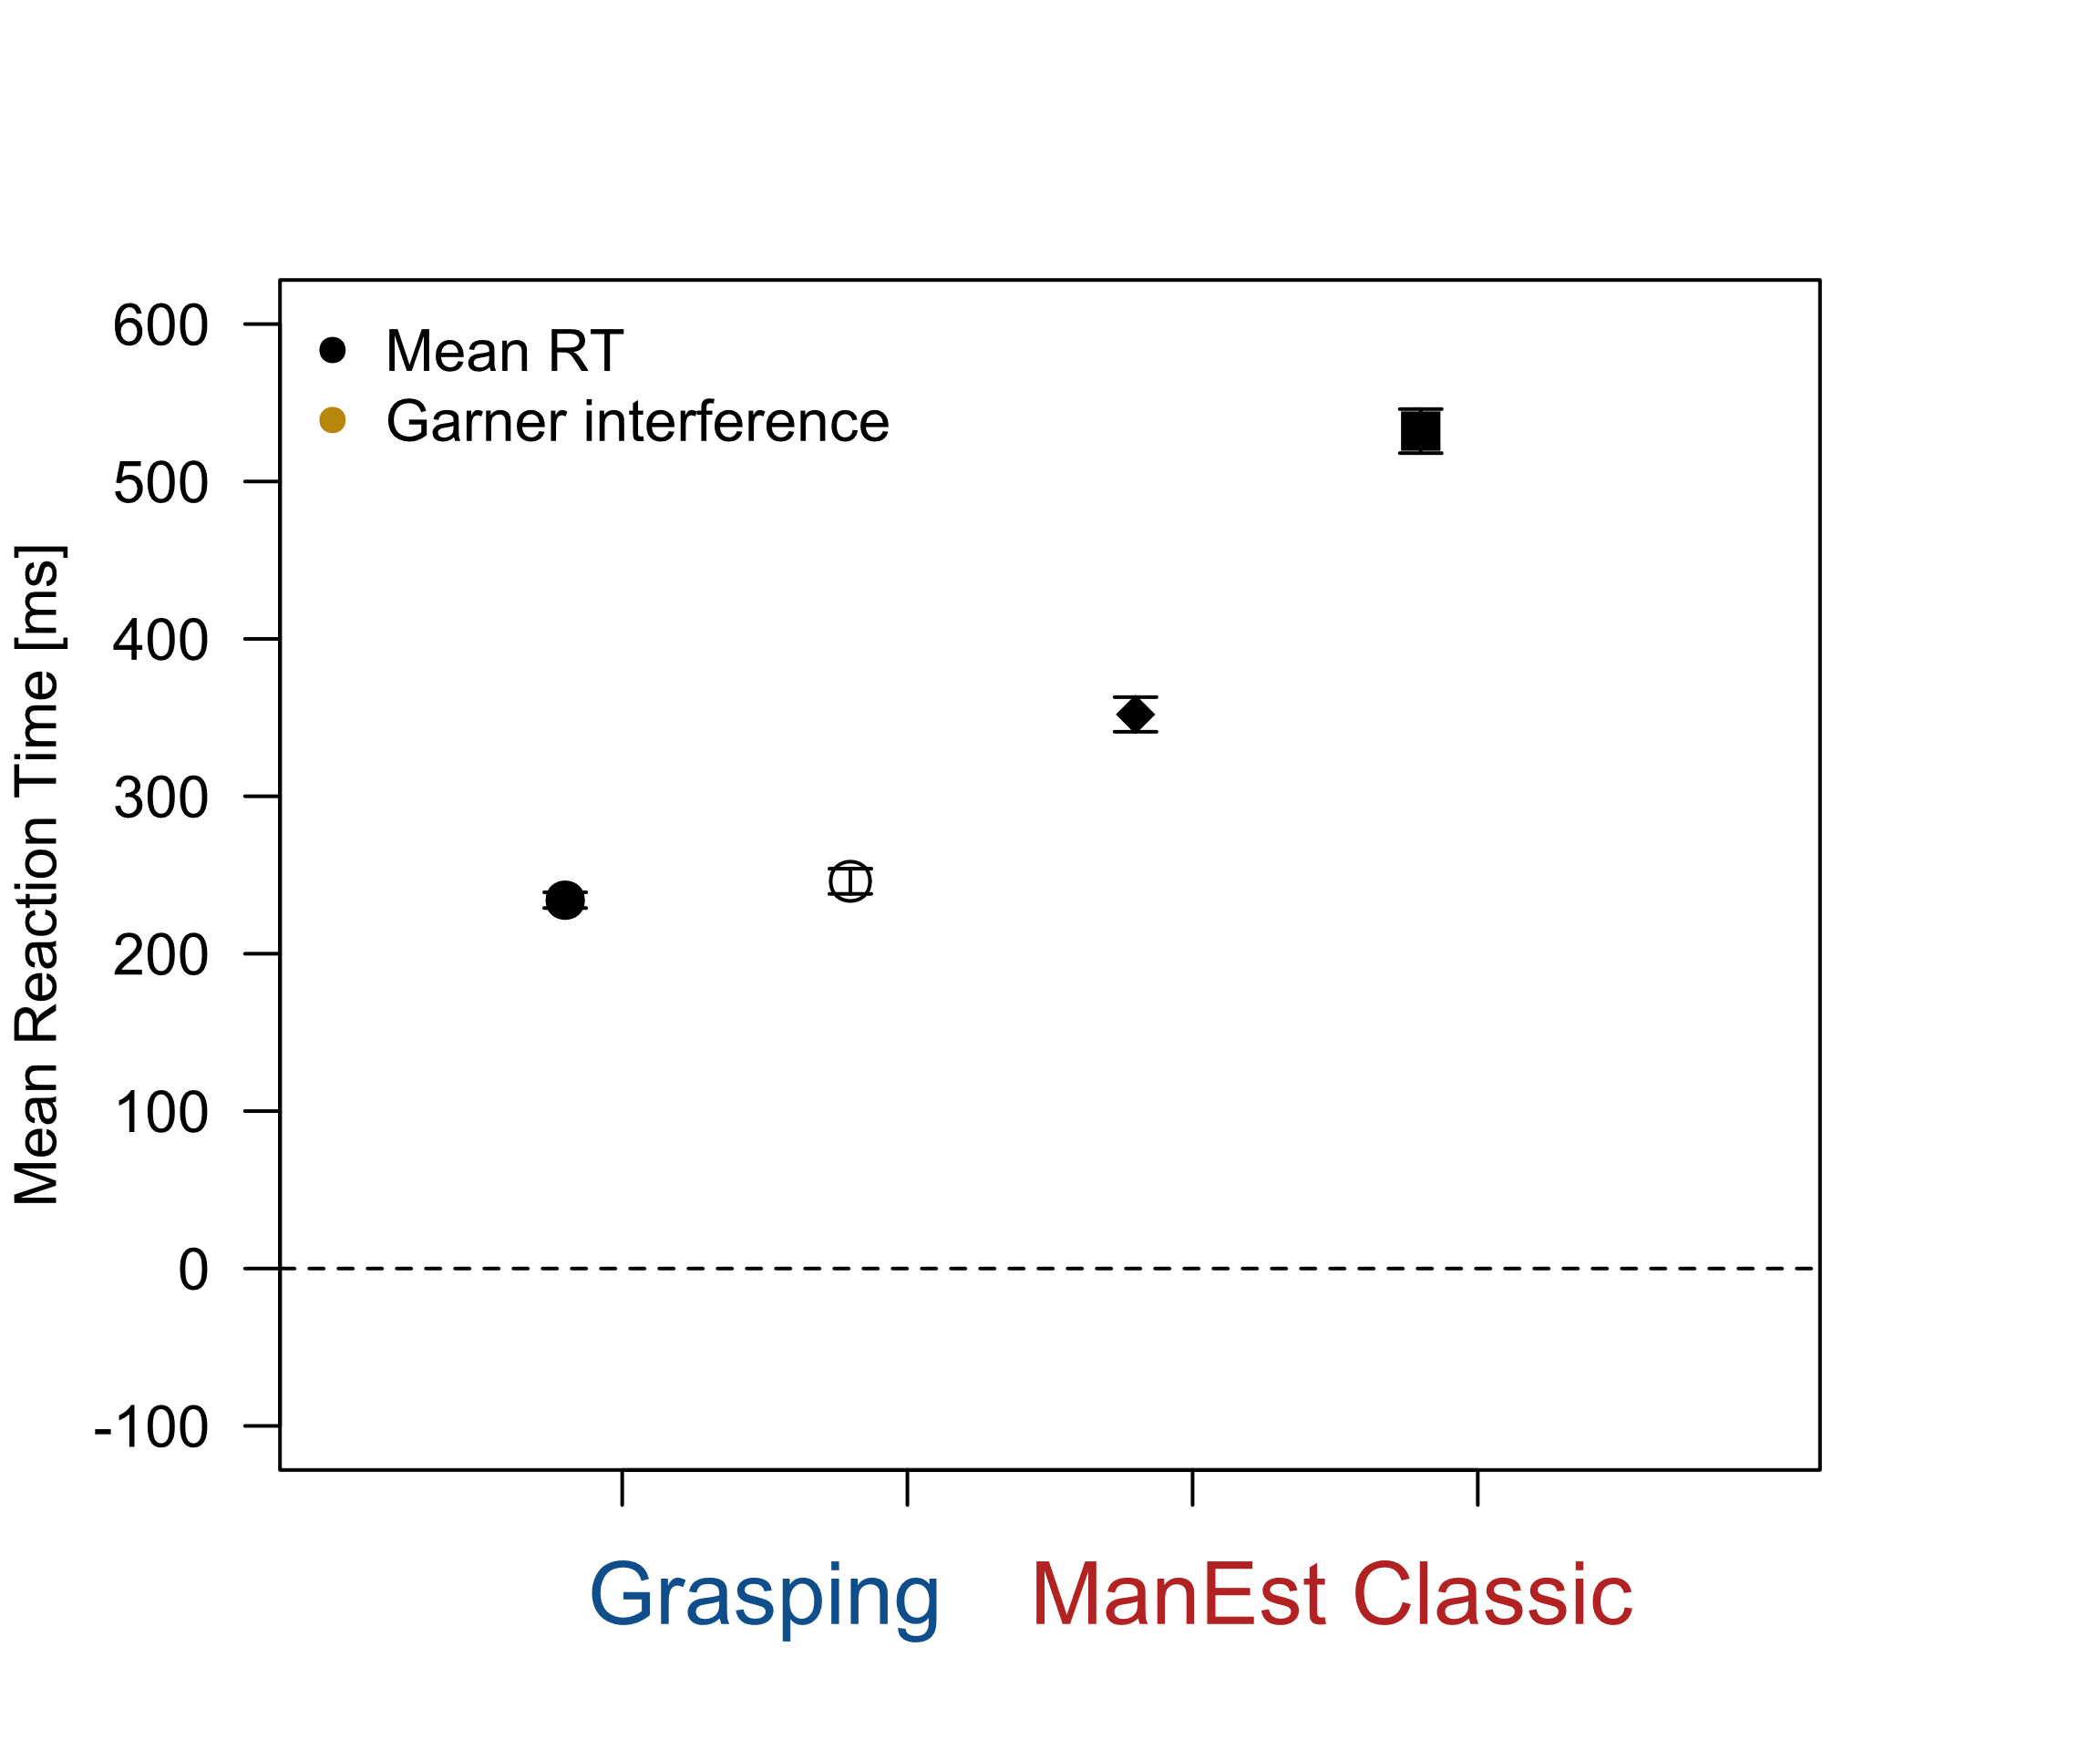 600
500
400
300
200
100
0
-100
Mean Reaction Time [ms]
Mean RT
Garner interference
Grasping
ManEst Classic